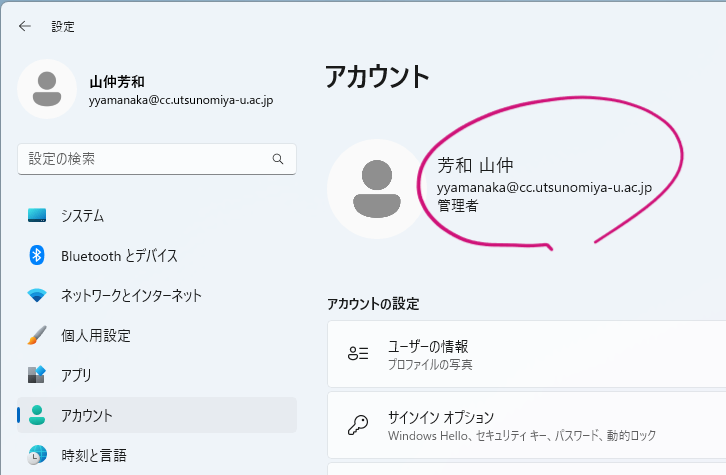 設定
山仲芳和
yyamanaka@cc.utsunomiya-u.ac.jp
設定の検索
システム
Bluetooth とデバイス
ネットワークとインターネット
個人用設定
アプリ
アカウント
時刻と言語
アカウント
芳和 山仲
yyamanaka@cc.utsunomiya-u.ac.jp
管理者
アカウントの設定
ユーザーの情報
プロファイルの写真
サインイン オプション
Windows Hello、セキュリティ キー、パスワード、動的ロック